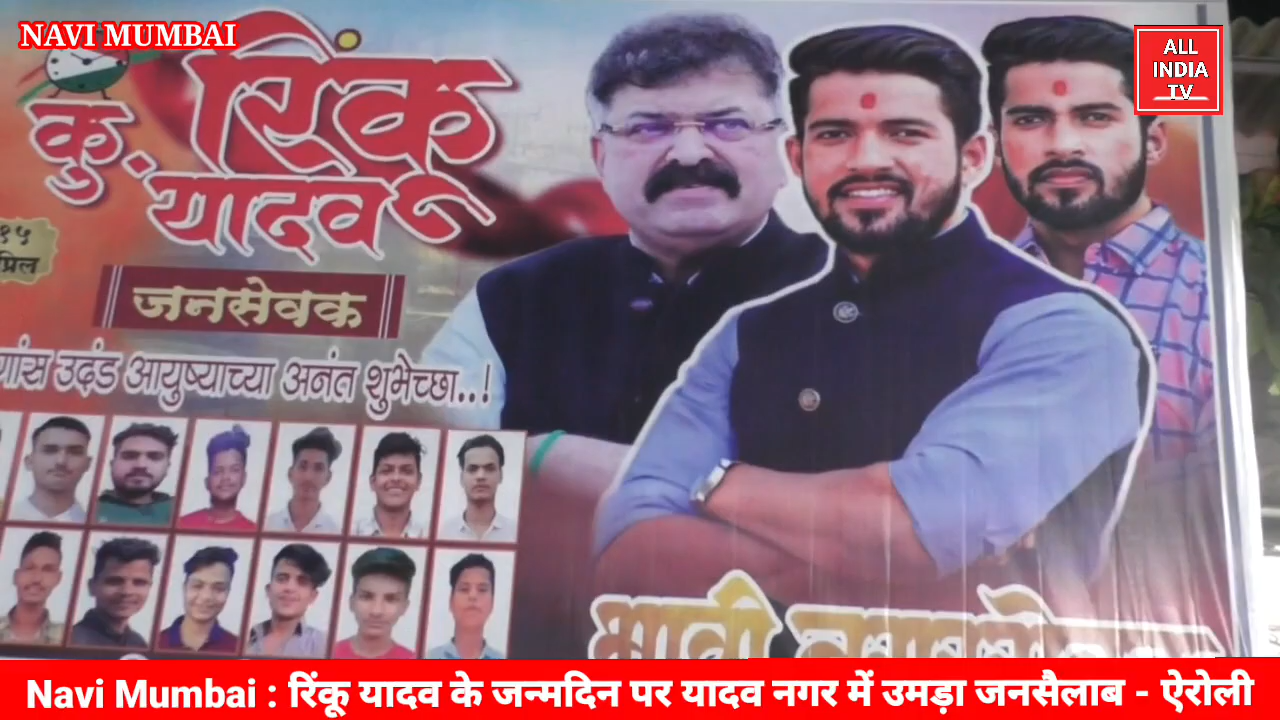 NAVI MUMBAI
ALL
INDIA
TV
कु. रिंकू
यादव
१५
जनसेवक
उदंड आयुष्याच्या अनंत शुभेच्छा..!
भावी
Navi Mumbai : रिंकू यादव के जन्मदिन पर यादव नगर में उमड़ा जनसैलाब - ऐरोली